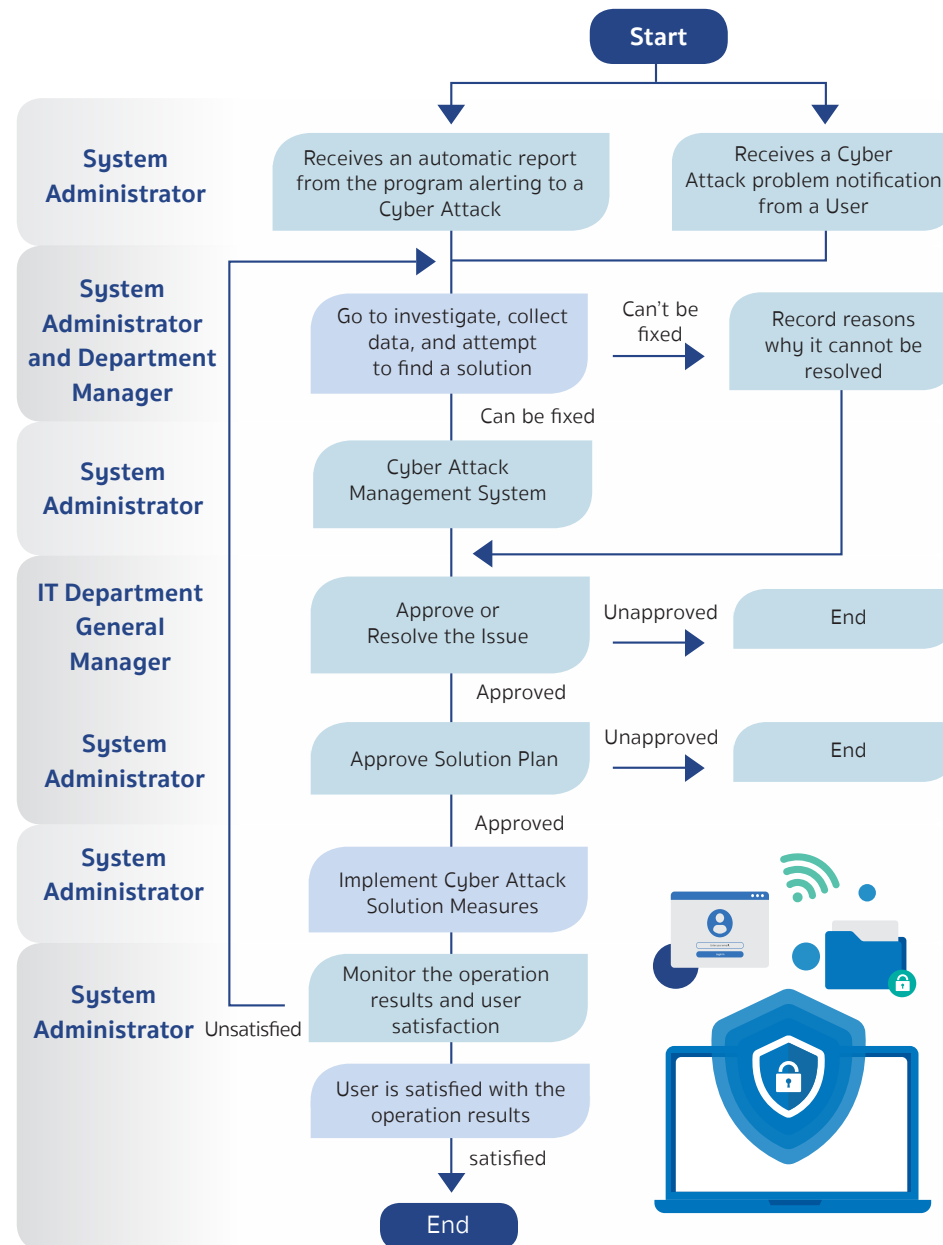 Start
System
Administrator
Receives an automatic report
from the program alerting to a
Cyber Attack
Receives a Cyber
Attack problem notification
from a User
System
Administrator
and Department
Manager
Go to investigate, collect
data, and attempt
to find a solution
Can't be
fixed
Record reasons
why it cannot be
resolved
Can be fixed
System
Administrator
Cyber Attack
Management System
IT Department
General
Manager
Approve or
Resolve the Issue
Unapproved
End
Approved
System
Administrator
Approve Solution Plan
Unapproved
End
Approved
System
Administrator
Implement Cyber Attack
Solution Measures
System
Administrator
Unsatisfied
Monitor the operation
results and user
satisfaction
User is satisfied with the
operation results
satisfied
End